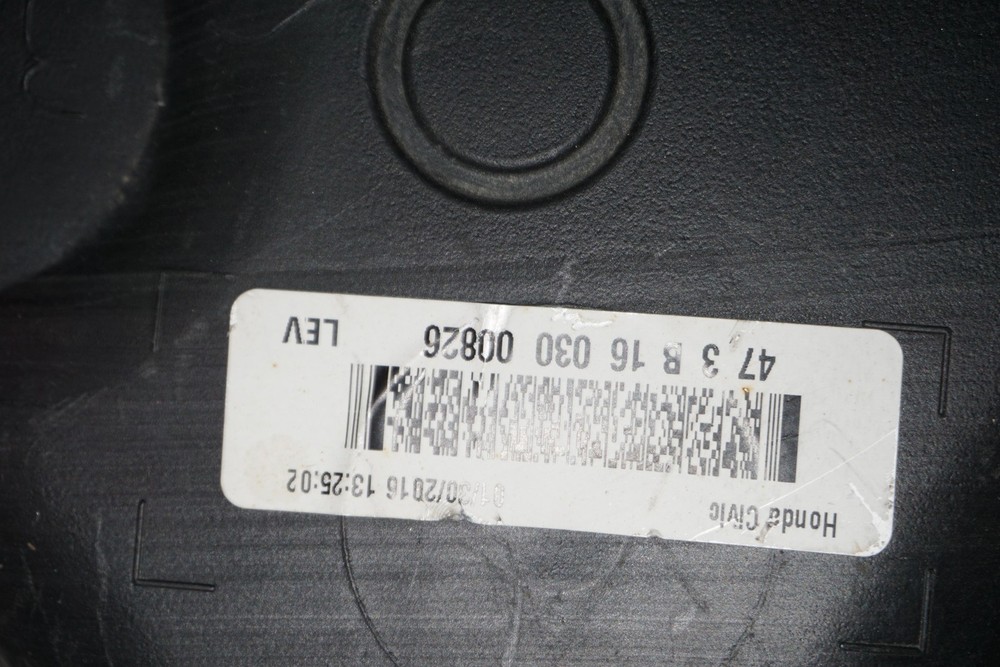 Honda Civic 01/30/2016 13:25:02
47 3 B 16 030 00826 LEV